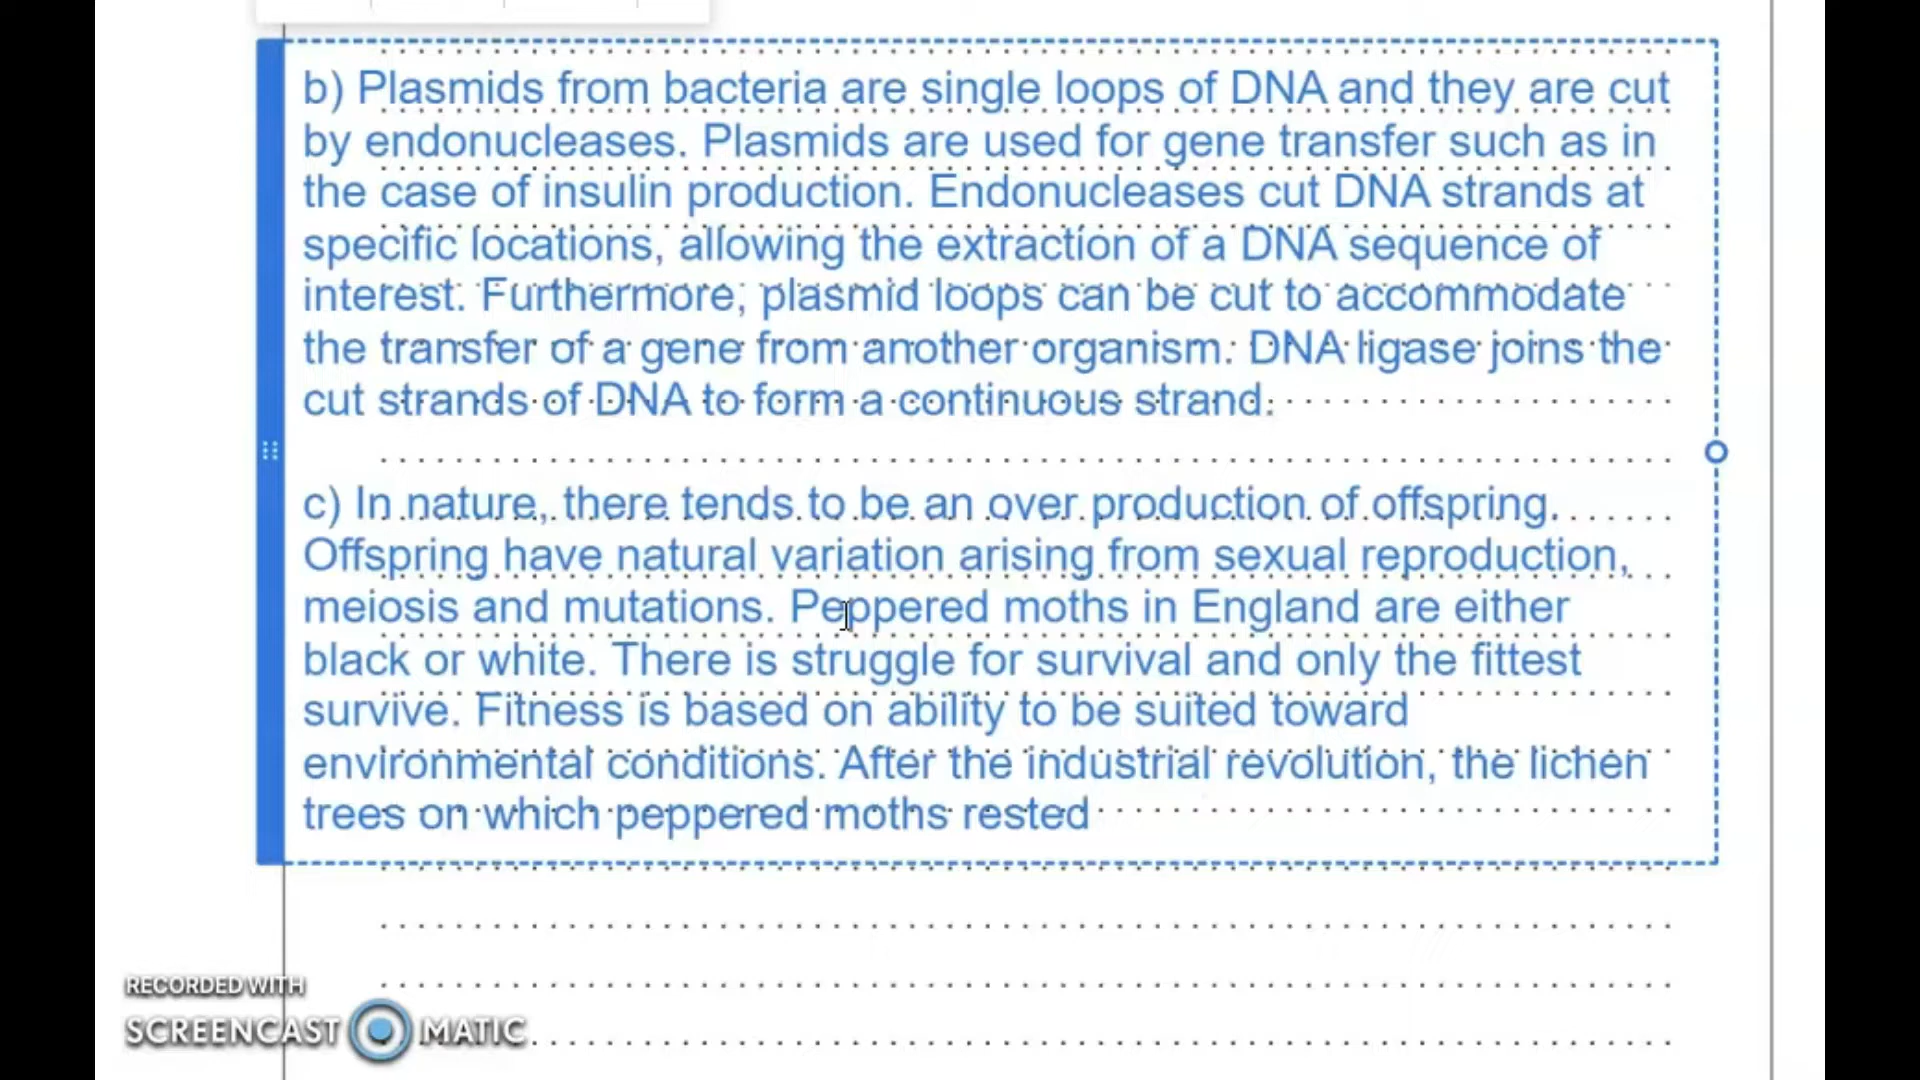 b) Plasmids from bacteria are single loops of DNA and they are cut
by endonucleases. Plasmids are used for gene transfer such as in
the case of insulin production. Endonucleases cut DNA strands at
specific locations, allowing the extraction of a DNA sequence of
interest. Furthermore, plasmid loops can be cut to accommodate
the transfer of a gene from another organism. DNA ligase joins the
cut strands of DNA to form a continuous strand.
c) In nature, there tends to be an over production of offspring.
Offspring have natural variation arising from sexual reproduction,
meiosis and mutations. Peppered moths in England are either
black or white. There is struggle for survival and only the fittest
survive. Fitness is based on ability to be suited toward
environmental conditions. After the industrial revolution, the lichen
trees on which peppered moths rested
RECORDED WITH
SCREENCAST MATIC